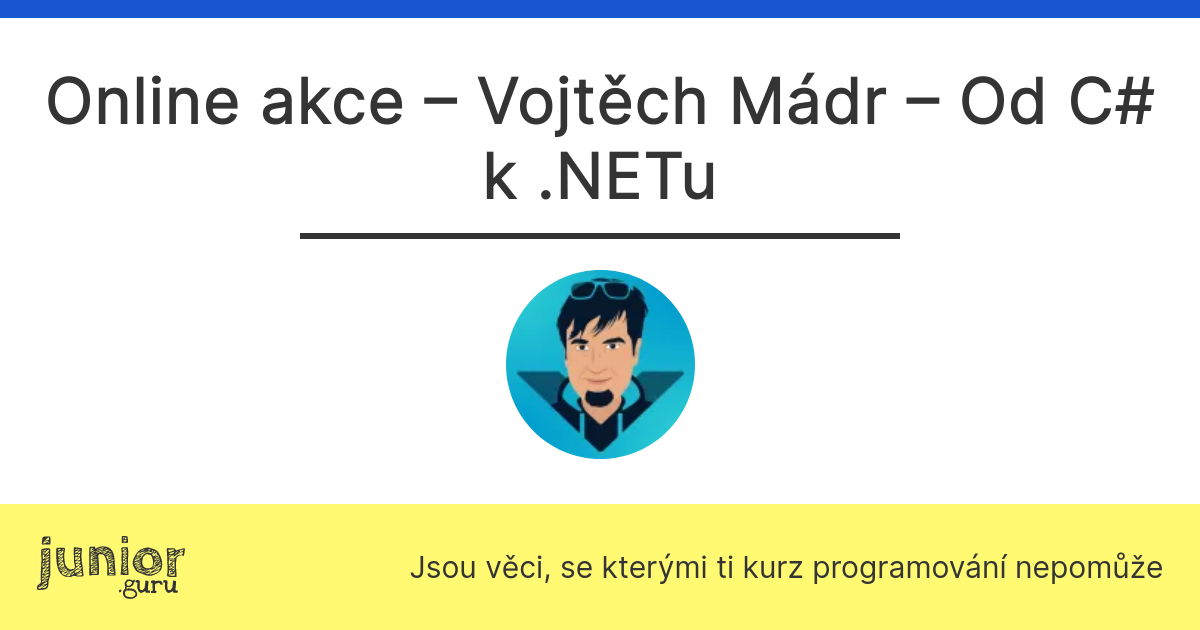 Online akce – Vojtěch Mádr – Od C#
k .NETu
junior
.guru
Jsou věci, se kterými ti kurz programování nepomůže